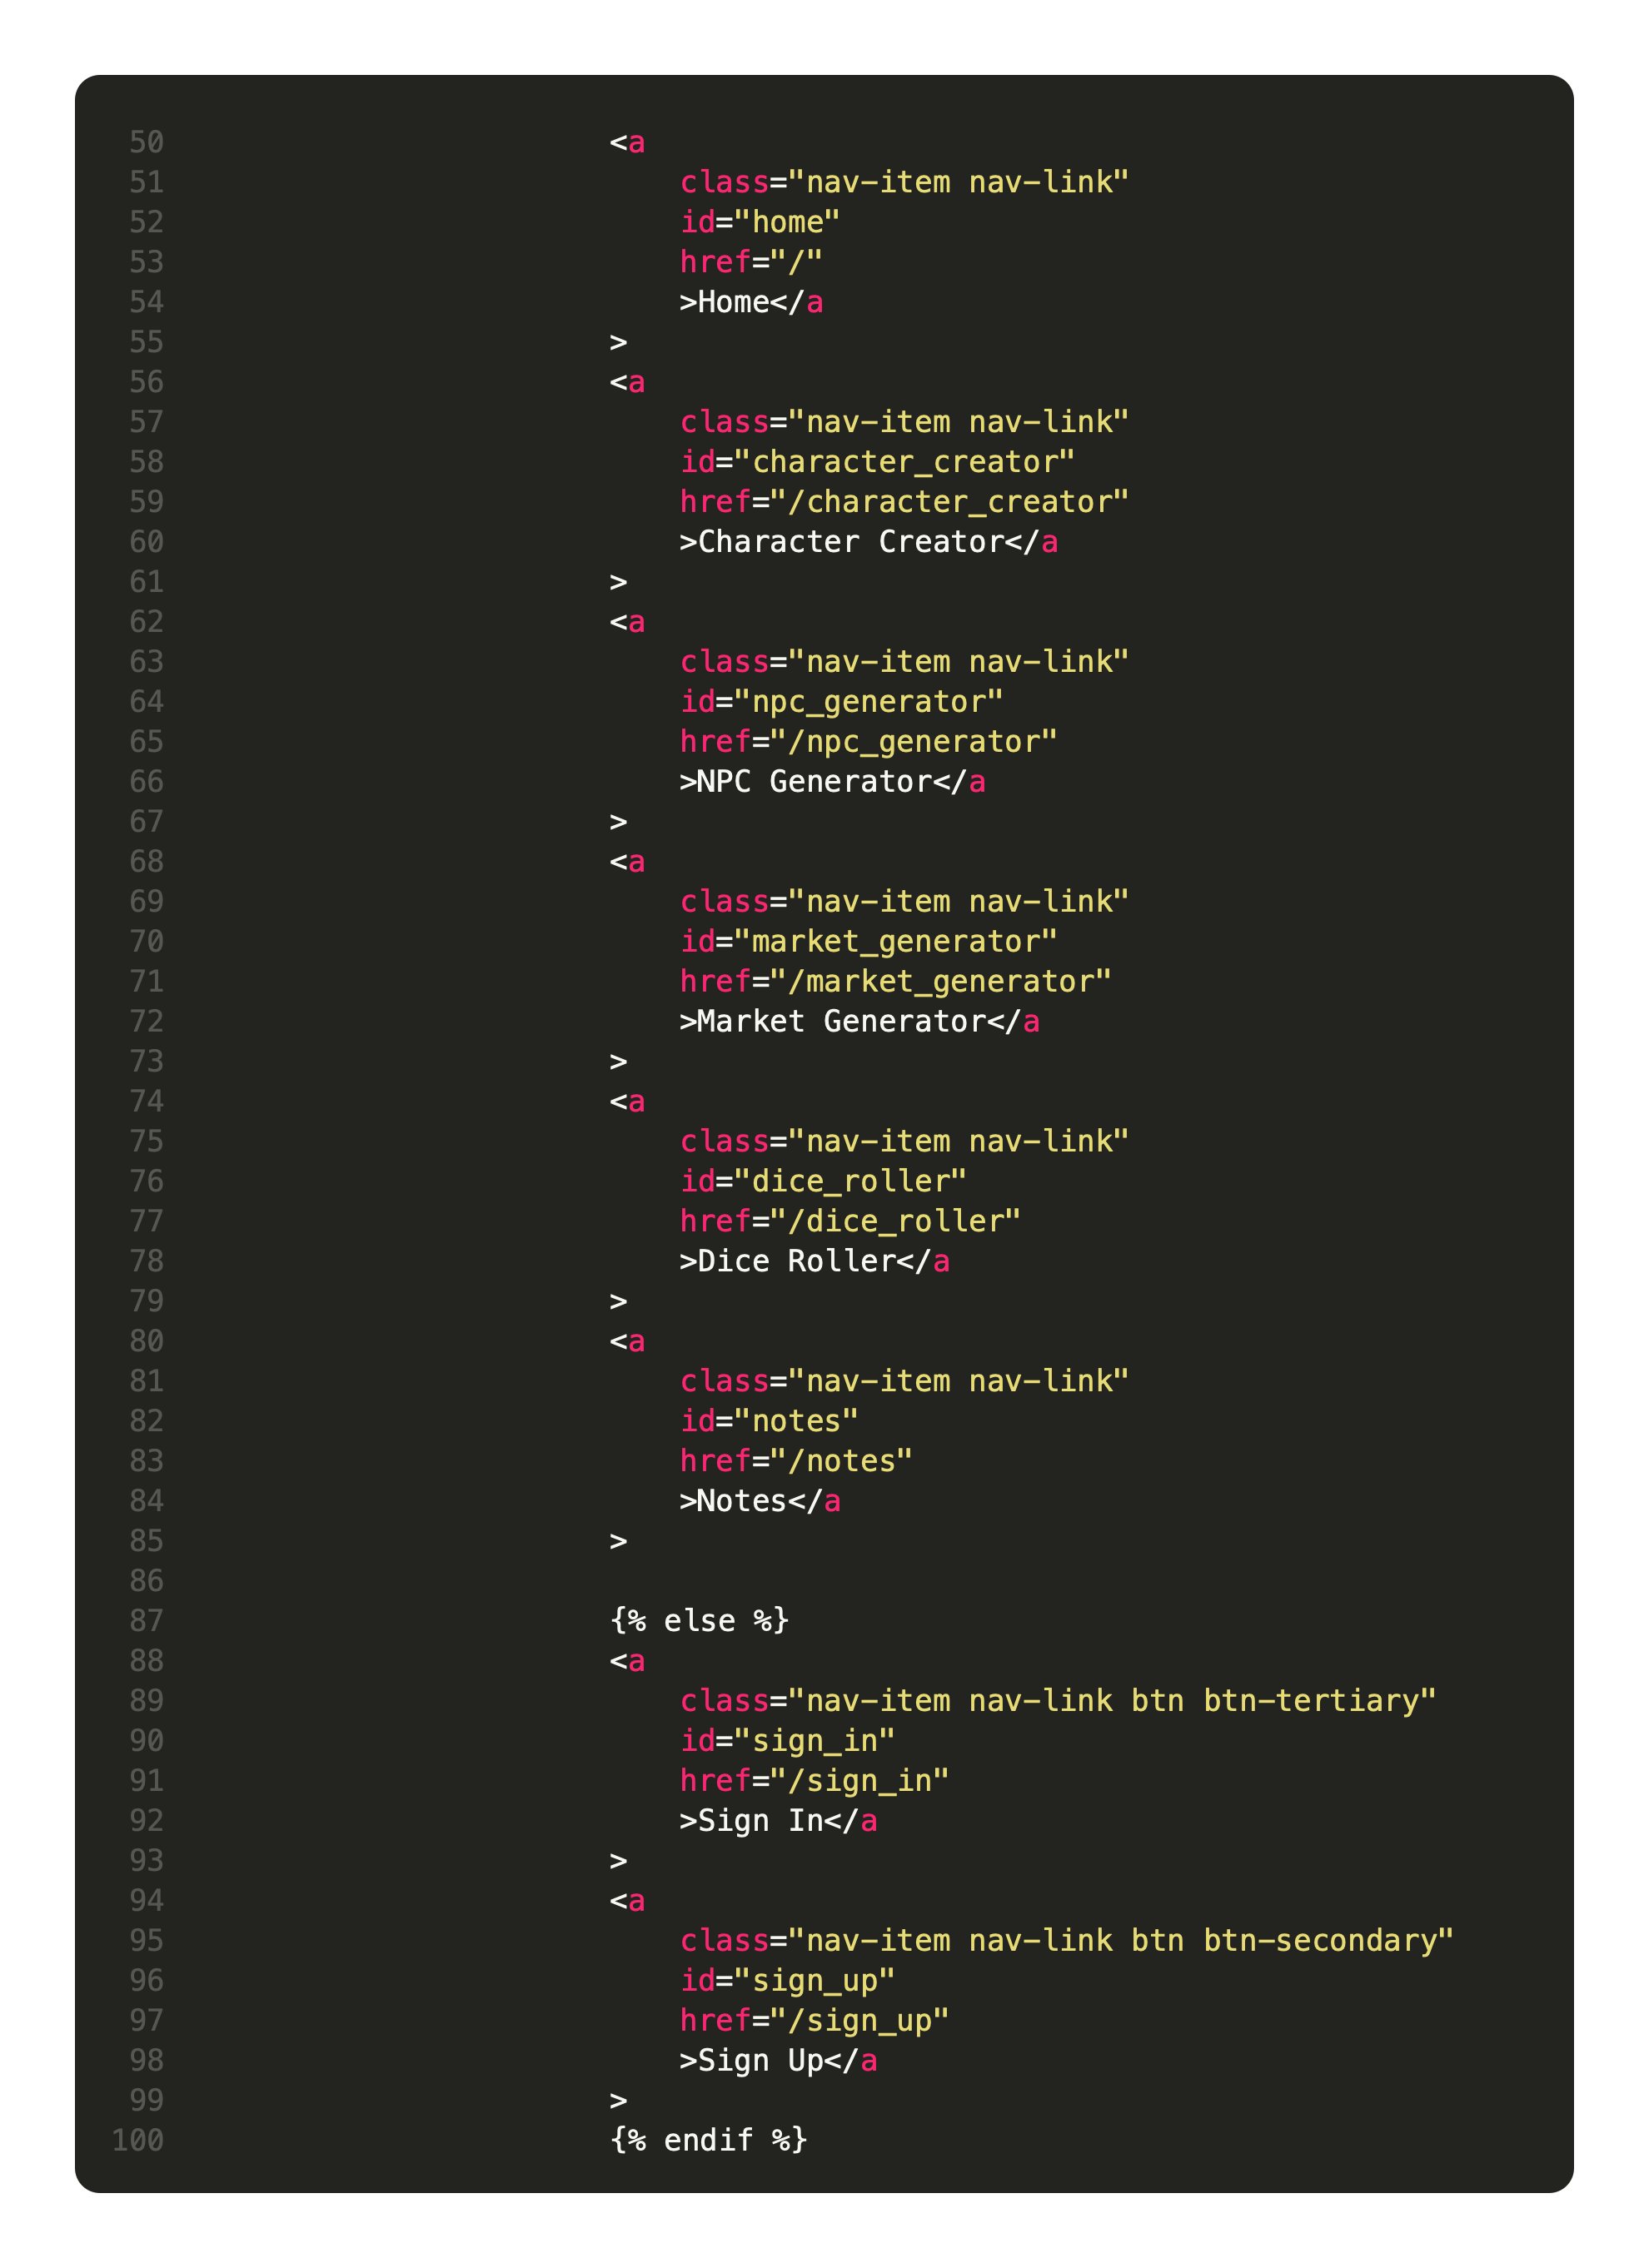 50 <a
51 class="nav-item nav-link"
52 id="home"
53 href="/"
54 >Home</a
55 >
56 <a
57 class="nav-item nav-link"
58 id="character_creator"
59 href="/character_creator"
60 >Character Creator</a
61 >
62 <a
63 class="nav-item nav-link"
64 id="npc_generator"
65 href="/npc_generator"
66 >NPC Generator</a
67 >
68 <a
69 class="nav-item nav-link"
70 id="market_generator"
71 href="/market_generator"
72 >Market Generator</a
73 >
74 <a
75 class="nav-item nav-link"
76 id="dice_roller"
77 href="/dice_roller"
78 >Dice Roller</a
79 >
80 <a
81 class="nav-item nav-link"
82 id="notes"
83 href="/notes"
84 >Notes</a
85 >
86
87 {% else %}
88 <a
89 class="nav-item nav-link btn btn-tertiary"
90 id="sign_in"
91 href="/sign_in"
92 >Sign In</a
93 >
94 <a
95 class="nav-item nav-link btn btn-secondary"
96 id="sign_up"
97 href="/sign_up"
98 >Sign Up</a
99 >
100 {% endif %}